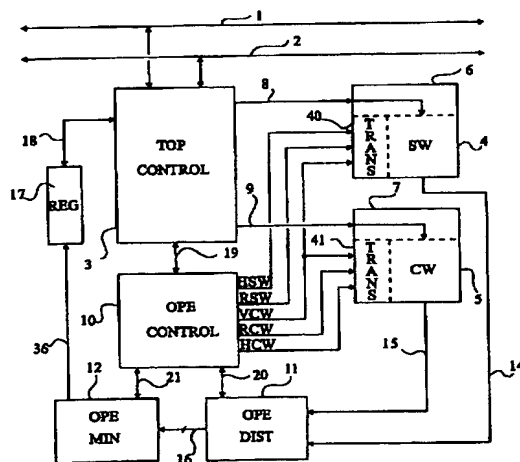 1
2
8
6
18
TOP
CONTROL
40
TRANS
SW
4
17
REG
3
19
9
7
41
TRANS
CW
5
10
OPE
CONTROL
HSW
RSW
VCW
RCW
HCW
15
14
36
12
21
20
11
OPE
MIN
16
OPE
DIST